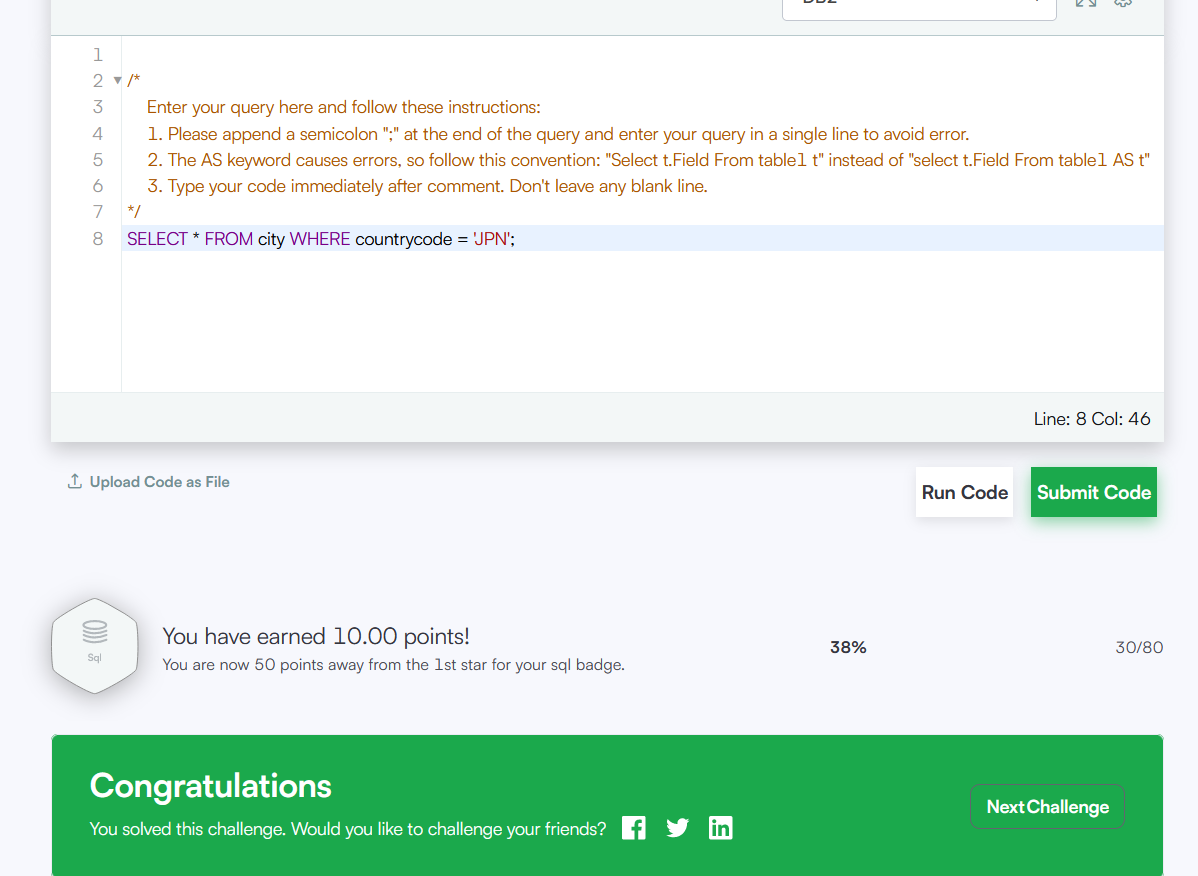 DB2
1
2 /*
3 Enter your query here and follow these instructions:
4 1. Please append a semicolon ";" at the end of the query and enter your query in a single line to avoid error.
5 2. The AS keyword causes errors, so follow this convention: "Select t.Field From table1 t" instead of "select t.Field From table1 AS t"
6 3. Type your code immediately after comment. Don't leave any blank line.
7 */
8 SELECT * FROM city WHERE countrycode = 'JPN';
Line: 8 Col: 46
Upload Code as File
Run Code
Submit Code
Sql
You have earned 10.00 points!
You are now 50 points away from the 1st star for your sql badge.
38%
30/80
Congratulations
You solved this challenge. Would you like to challenge your friends?
Next Challenge